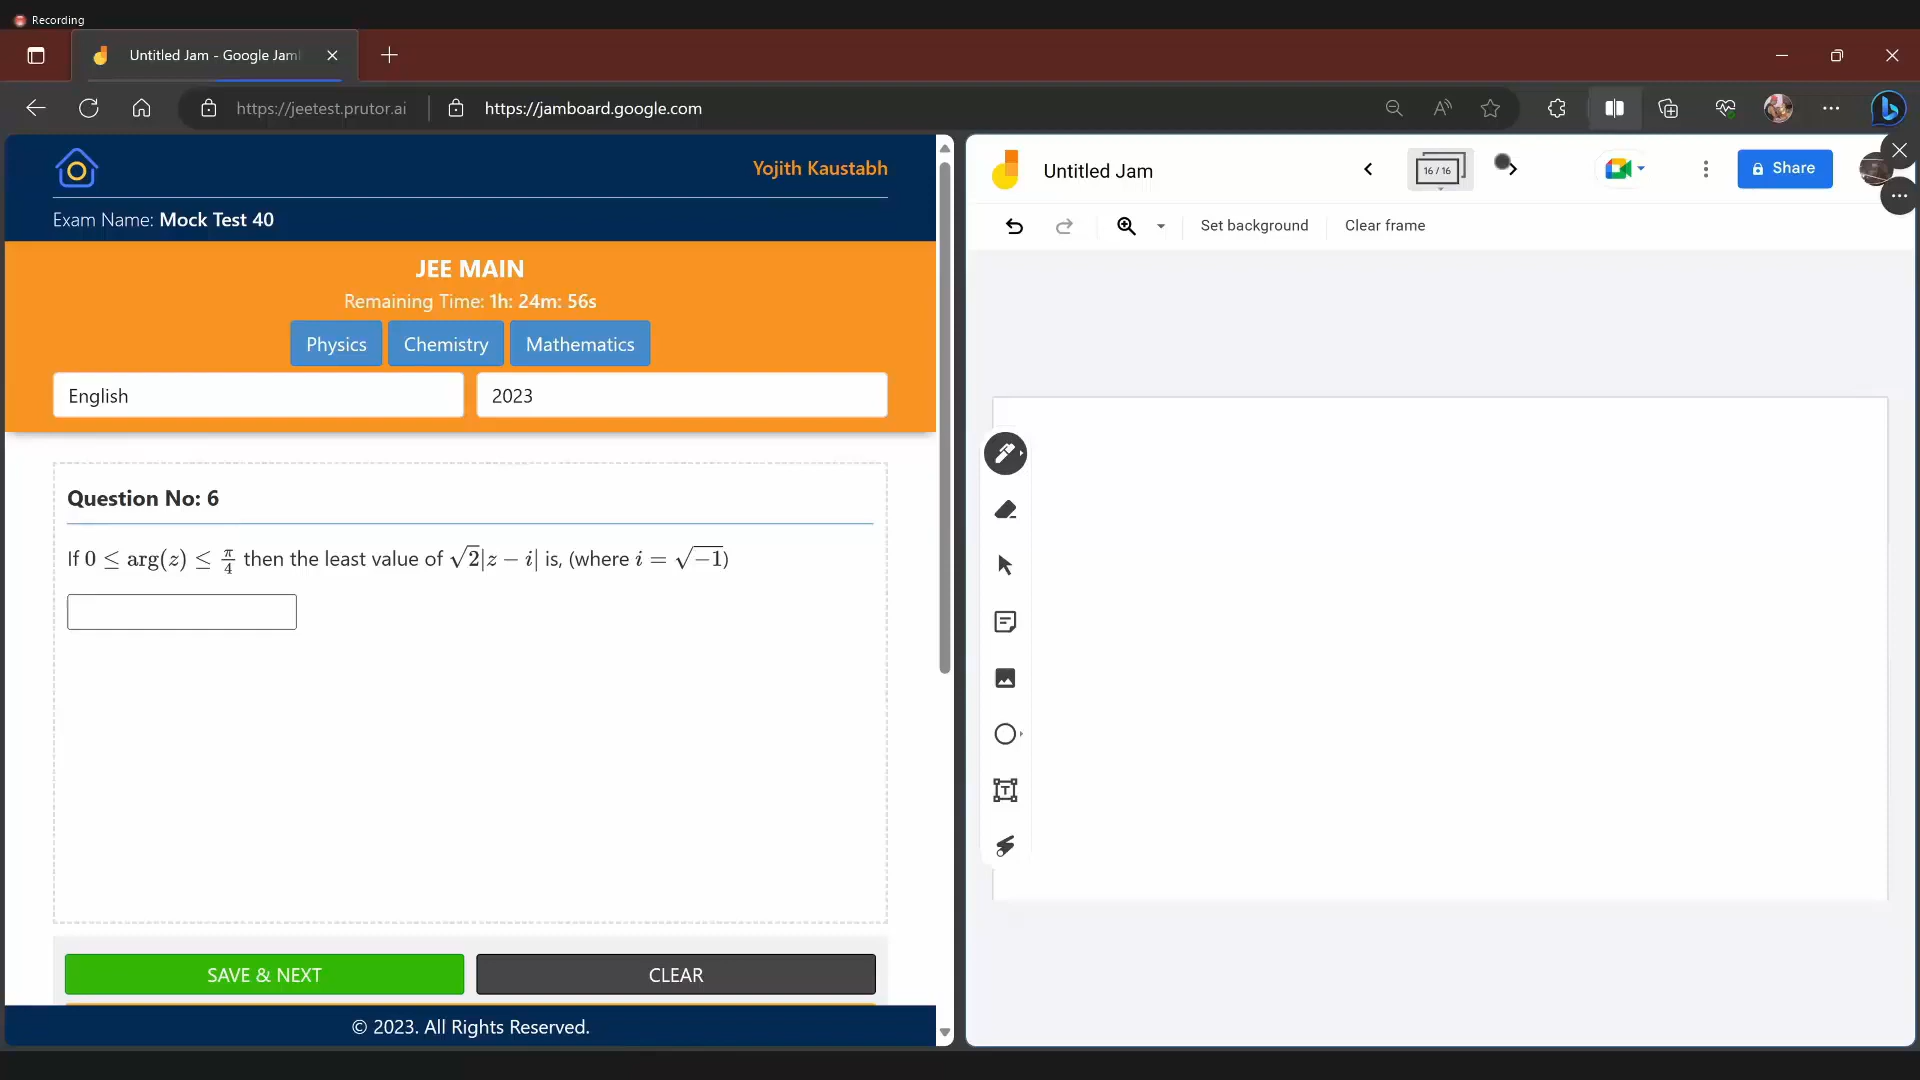 Recording
Untitled Jam - Google Jam
https://jeetest.prutor.ai
https://jamboard.google.com
Yojith Kaustabh
Exam Name: Mock Test 40
JEE MAIN
Remaining Time: 1h: 24m: 56s
Physics Chemistry Mathematics
English 2023
Question No: 6
If 0 ≤ arg(z) ≤ π/4 then the least value of √2|z − i| is, (where i = √−1)
SAVE & NEXT CLEAR
© 2023. All Rights Reserved.
Untitled Jam
16 / 16
Share
Set background
Clear frame